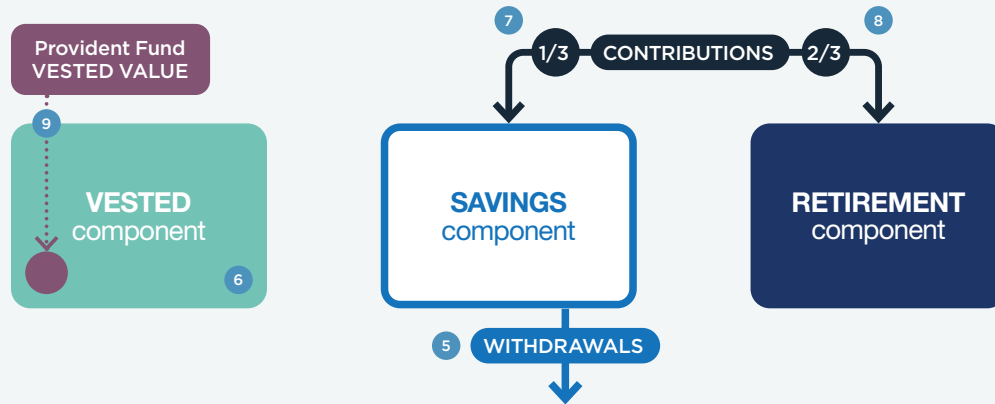 7
8
Provident Fund
VESTED VALUE
1/3
CONTRIBUTIONS
2/3
9
VESTED
component
6
SAVINGS
component
RETIREMENT
component
5
WITHDRAWALS